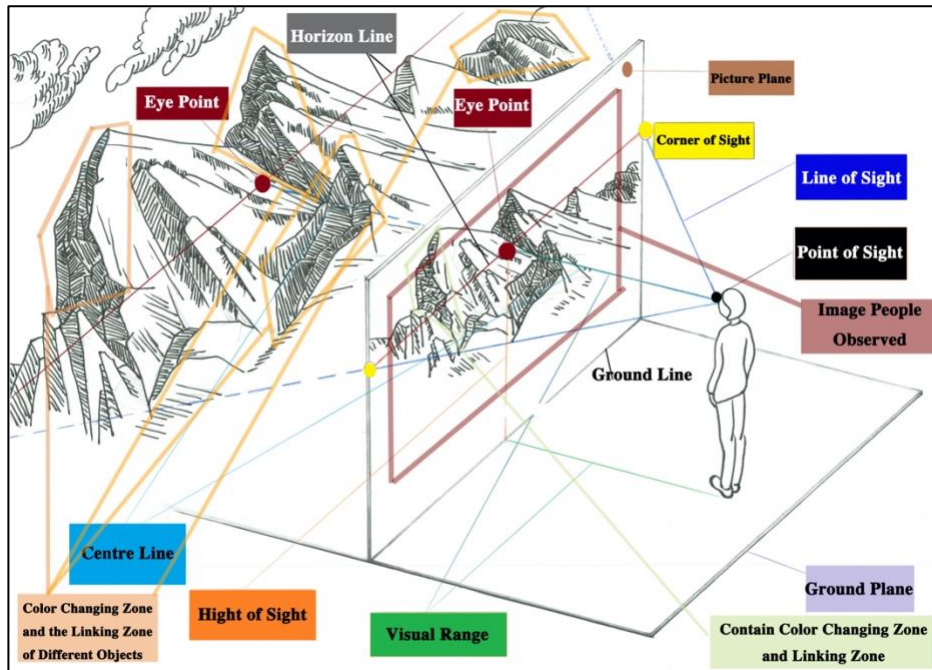 Horizon Line
Eye Point
Eye Point
Picture Plane
Corner of Sight
Line of Sight
Point of Sight
Image People
Observed
Ground Line
Centre Line
Ground Plane
Color Changing Zone
and the Linking Zone
of Different Objects
Hight of Sight
Visual Range
Contain Color Changing Zone
and Linking Zone